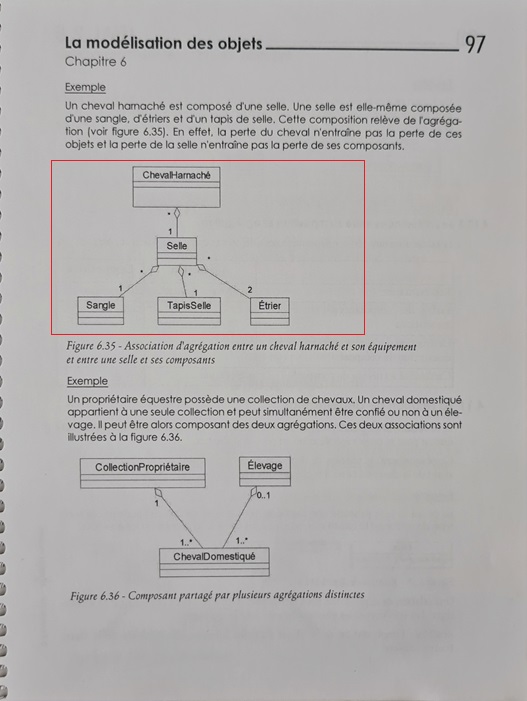 La modélisation des objets 97
Chapitre 6
Exemple
Un cheval harnaché est composé d'une selle. Une selle est elle-même composée
d'une sangle, d'étriers et d'un tapis de selle. Cette composition relève de l'agréga-
tion (voir figure 6.35). En effet, la perte du cheval n'entraîne pas la perte de ces
objets et la perte de la selle n'entraîne pas la perte de ses composants.
ChevalHarnaché
*
1
Selle
* * *
1 1 2
Sangle TapisSelle Étrier
Figure 6.35 - Association d'agrégation entre un cheval harnaché et son équipement
et entre une selle et ses composants
Exemple
Un propriétaire équestre possède une collection de chevaux. Un cheval domestiqué
appartient à une seule collection et peut simultanément être confié ou non à un éle-
vage. Il peut être alors composant des deux agrégations. Ces deux associations sont
illustrées à la figure 6.36.
CollectionPropriétaire Élevage
1 0..1
1..* 1..*
ChevalDomestiqué
Figure 6.36 - Composant partagé par plusieurs agrégations distinctes